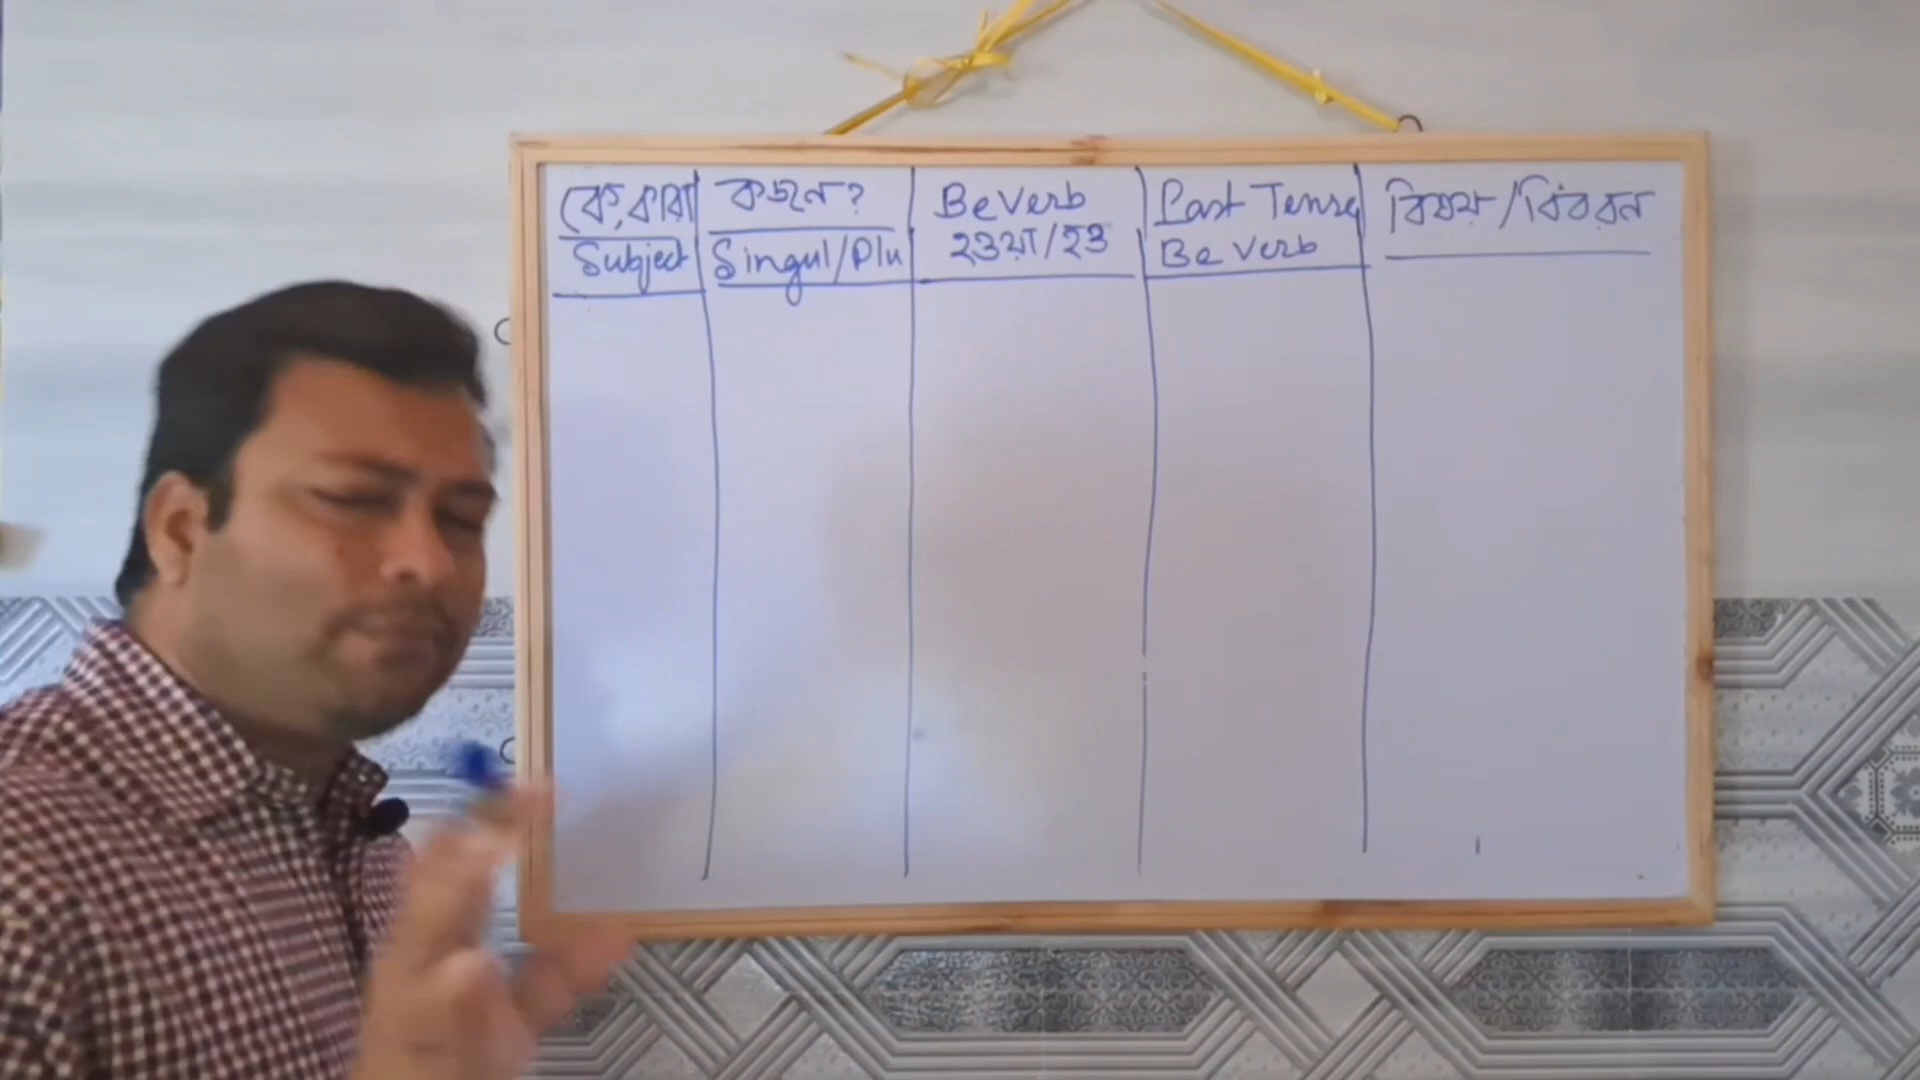 কে, কারা
Subject
কজনে?
Singul/Plu
Be Verb
হওয়া/হও
Past Tense
Be Verb
বিষয়/বিবরন